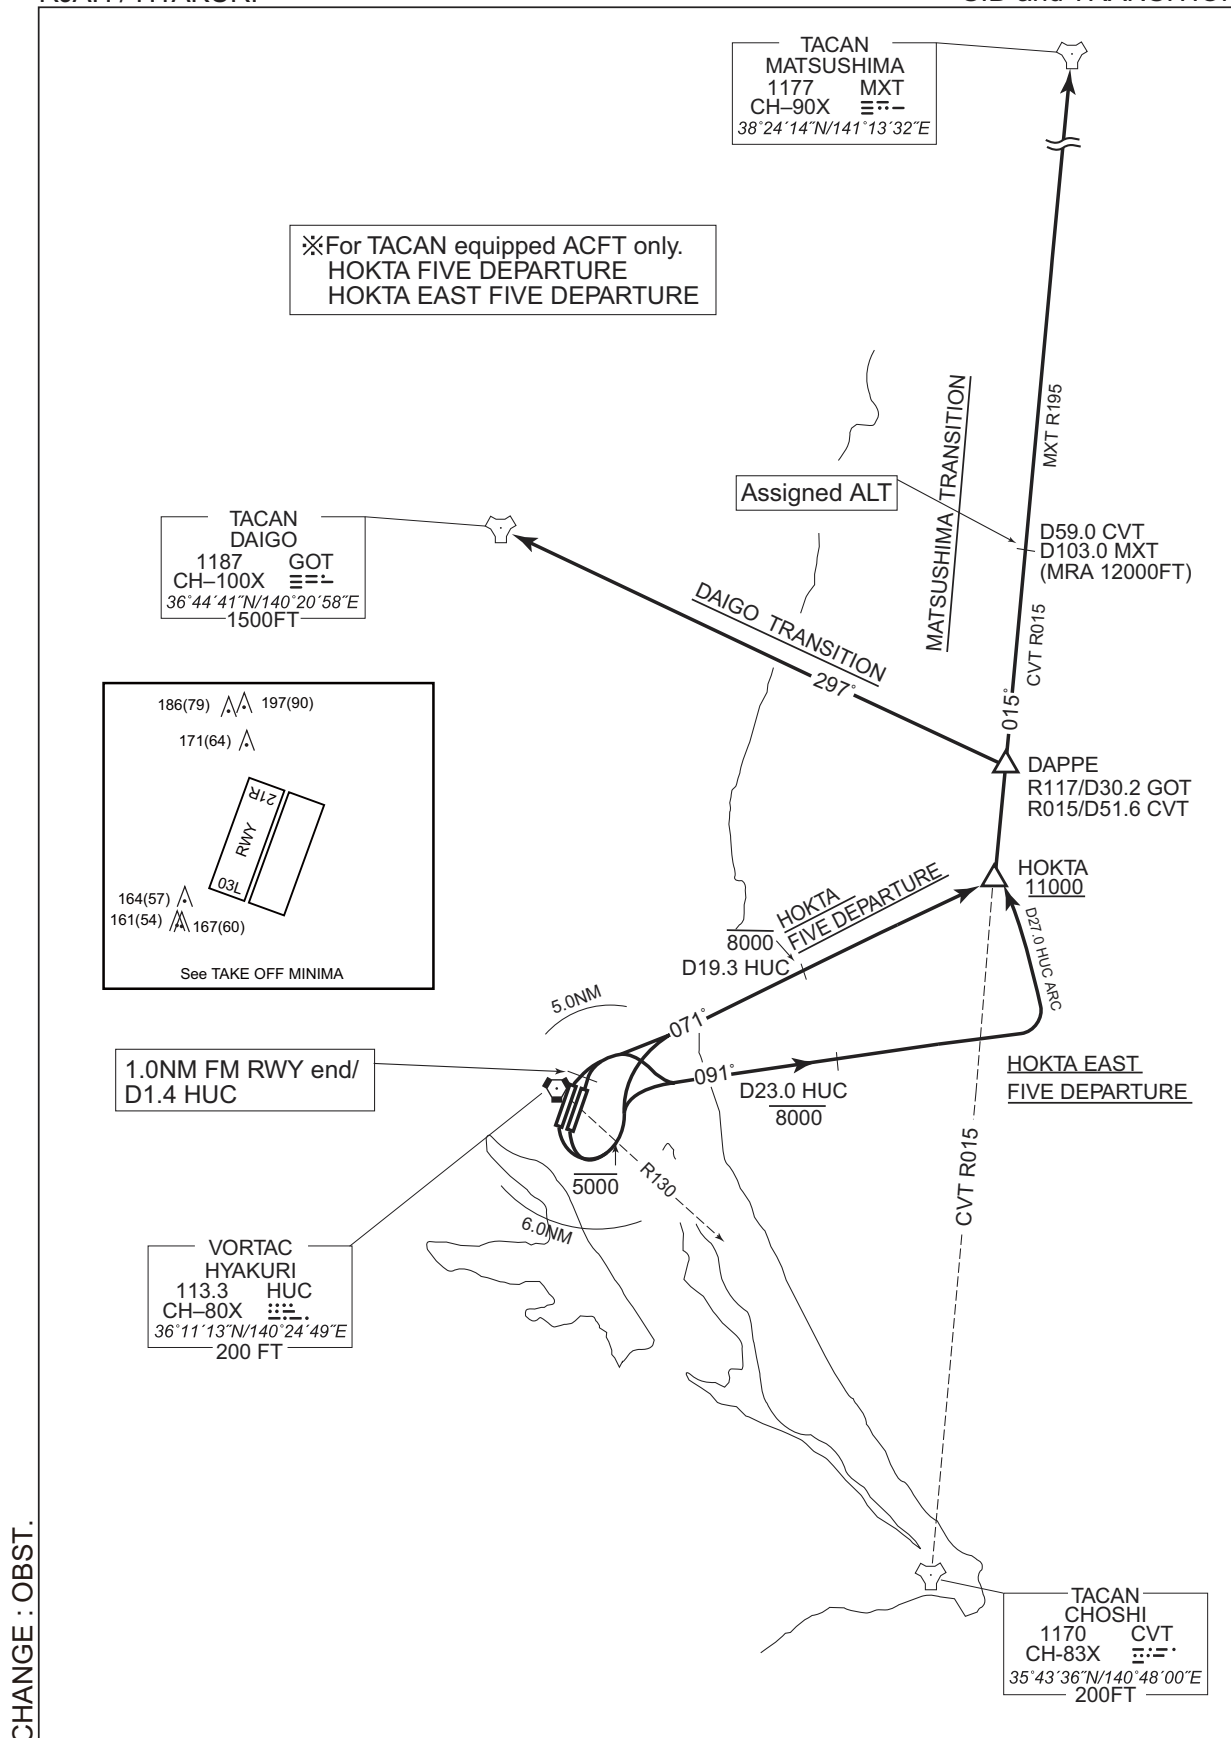 TACAN
MATSUSHIMA
1177 MXT
CH–90X
38°24´14˝N/141°13´32˝E
※For TACAN equipped ACFT only.
HOKTA FIVE DEPARTURE
HOKTA EAST FIVE DEPARTURE
MXT R195
MATSUSHIMA TRANSITION
Assigned ALT
D59.0 CVT
D103.0 MXT
(MRA 12000FT)
CVT R015
015°
TACAN
DAIGO
1187 GOT
CH–100X
36°44´41˝N/140°20´58˝E
1500FT
DAIGO TRANSITION
297°
186(79)
197(90)
171(64)
21R
RWY
03L
164(57)
161(54)
167(60)
See TAKE OFF MINIMA
DAPPE
R117/D30.2 GOT
R015/D51.6 CVT
HOKTA
11000
HOKTA
FIVE DEPARTURE
8000
D19.3 HUC
D27.0 HUC ARC
5.0NM
071°
091°
1.0NM FM RWY end/
D1.4 HUC
D23.0 HUC
8000
HOKTA EAST
FIVE DEPARTURE
5000
R130
6.0NM
CVT R015
VORTAC
HYAKURI
113.3 HUC
CH–80X
36°11´13˝N/140°24´49˝E
200 FT
TACAN
CHOSHI
1170 CVT
CH-83X
35°43´36˝N/140°48´00˝E
200FT
CHANGE : OBST.